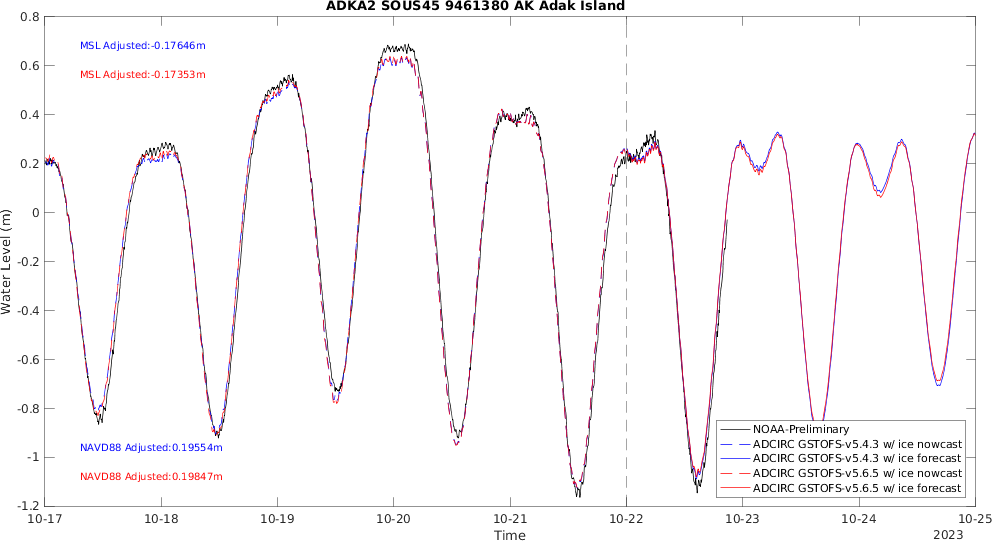 ADKA2 SOUS45 9461380 AK Adak Island
0.8
0.6
0.4
0.2
0
-0.2
-0.4
-0.6
-0.8
-1
-1.2
Water Level (m)
MSL Adjusted:-0.17646m
MSL Adjusted:-0.17353m
NAVD88 Adjusted:0.19554m
NAVD88 Adjusted:0.19847m
NOAA-Preliminary
ADCIRC GSTOFS-v5.4.3 w/ ice nowcast
ADCIRC GSTOFS-v5.4.3 w/ ice forecast
ADCIRC GSTOFS-v5.6.5 w/ ice nowcast
ADCIRC GSTOFS-v5.6.5 w/ ice forecast
10-17 10-18 10-19 10-20 10-21 10-22 10-23 10-24 10-25
Time
2023